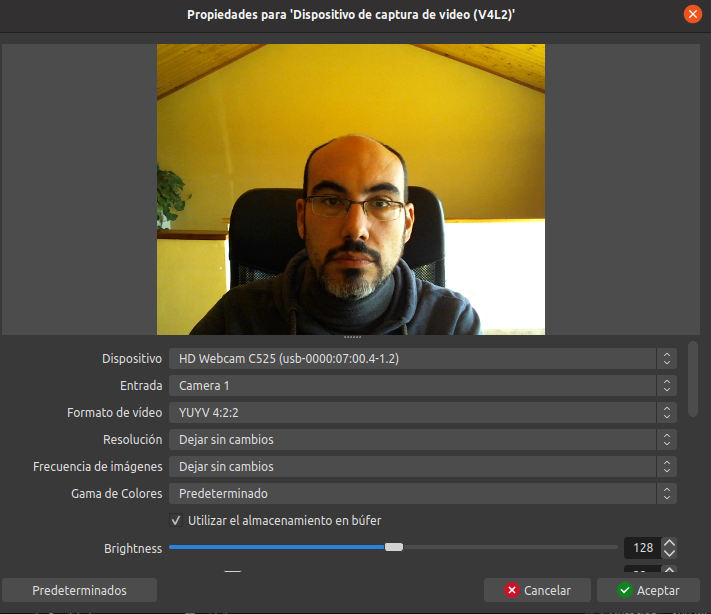 Propiedades para 'Dispositivo de captura de video (V4L2)'
Dispositivo HD Webcam C525 (usb-0000:07:00.4-1.2)
Entrada Camera 1
Formato de vídeo YUYV 4:2:2
Resolución Dejar sin cambios
Frecuencia de imágenes Dejar sin cambios
Gama de Colores Predeterminado
Utilizar el almacenamiento en búfer
Brightness 128
Predeterminados Cancelar Aceptar